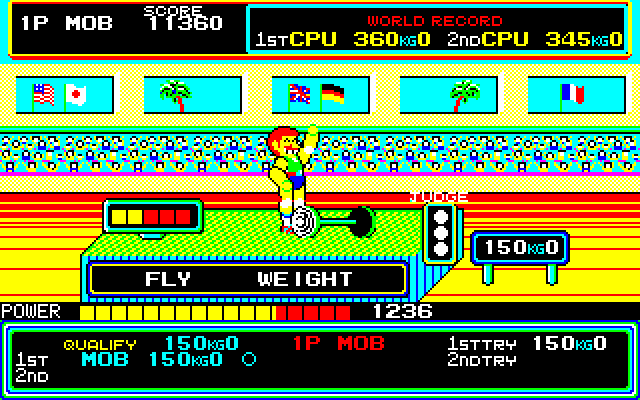 SCORE
1P MOB 11360
WORLD RECORD
1STCPU 360KG0 2NDCPU 345KG0
JUDGE
150KG0
FLY WEIGHT
POWER 1236
QUALIFY 150KG0 1P MOB 1STTRY 150KG0
1ST MOB 150KG0 O 2NDTRY
2ND